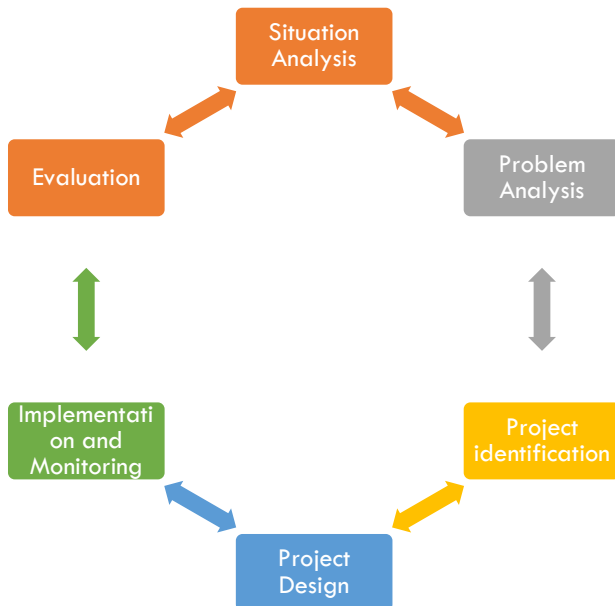 Situation
Analysis
Evaluation
Problem
Analysis
Implementati
on and
Monitoring
Project
identification
Project
Design